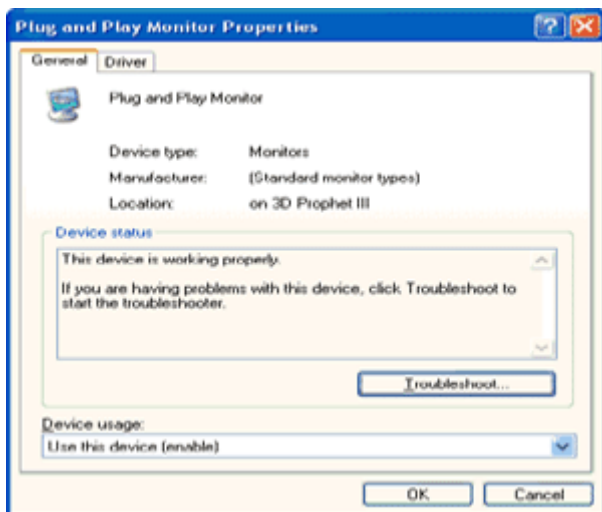 Plug and Play Monitor Properties
General Driver
Plug and Play Monitor
Device type: Monitors
Manufacturer: (Standard monitor types)
Location: on 3D Prophet III
Device status
This device is working properly.
If you are having problems with this device, click Troubleshoot to
start the troubleshooter.
Troubleshoot...
Device usage:
Use this device (enable)
OK Cancel